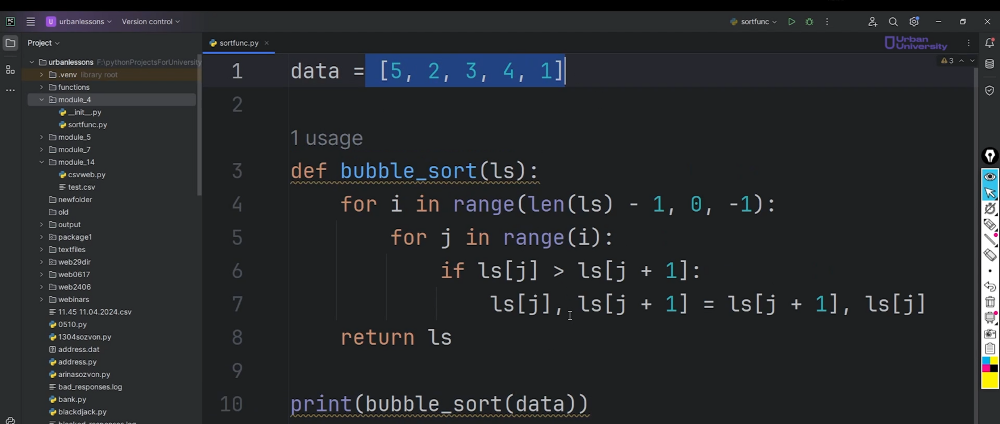 PC
U urbanlessons
Version control
sortfunc
Project
sortfunc.py
Urban
University
urbanlessons F:\pythonProjectsForUniversity
.venv library root
functions
module_4
__init__.py
sortfunc.py
module_5
module_7
module_14
csvweb.py
test.csv
newfolder
old
output
package1
textfiles
web29dir
web0617
web2406
webinars
11.45 11.04.2024.csv
0510.py
1304sozvon.py
address.dat
address.py
arinasozvon.py
bad_responses.log
bank.py
blackdjack.py
3
1 data = [5, 2, 3, 4, 1]
2
1 usage
3 def bubble_sort(ls):
4 for i in range(len(ls) - 1, 0, -1):
5 for j in range(i):
6 if ls[j] > ls[j + 1]:
7 ls[j], ls[j + 1] = ls[j + 1], ls[j]
8 return ls
9
10 print(bubble_sort(data))